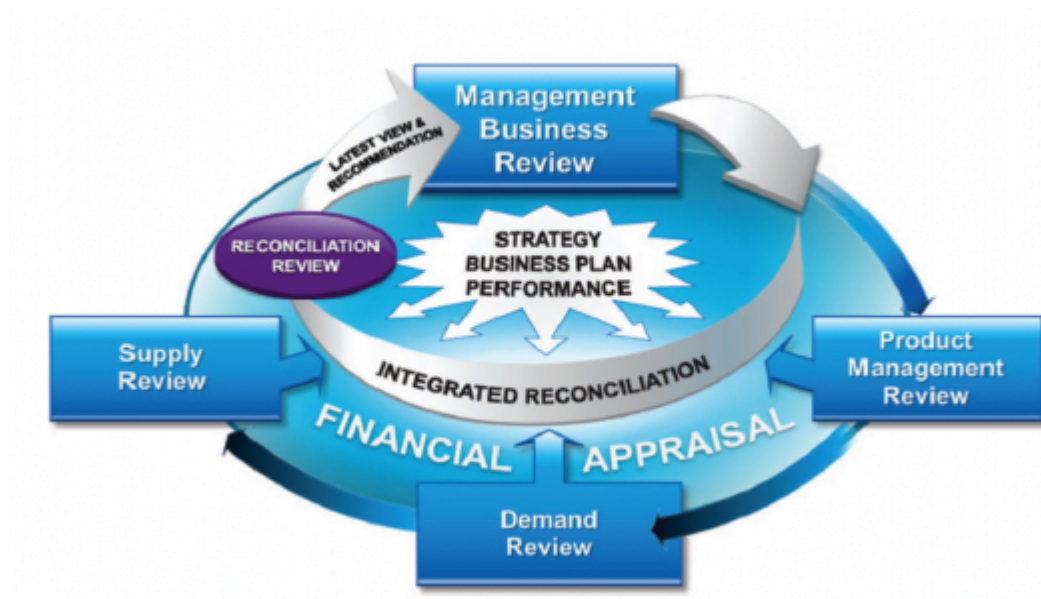 Management
Business
Review
LATEST VIEW &
RECOMMENDATION
RECONCILIATION
REVIEW
STRATEGY
BUSINESS PLAN
PERFORMANCE
Supply
Review
Product
Management
Review
INTEGRATED RECONCILIATION
FINANCIAL APPRAISAL
Demand
Review